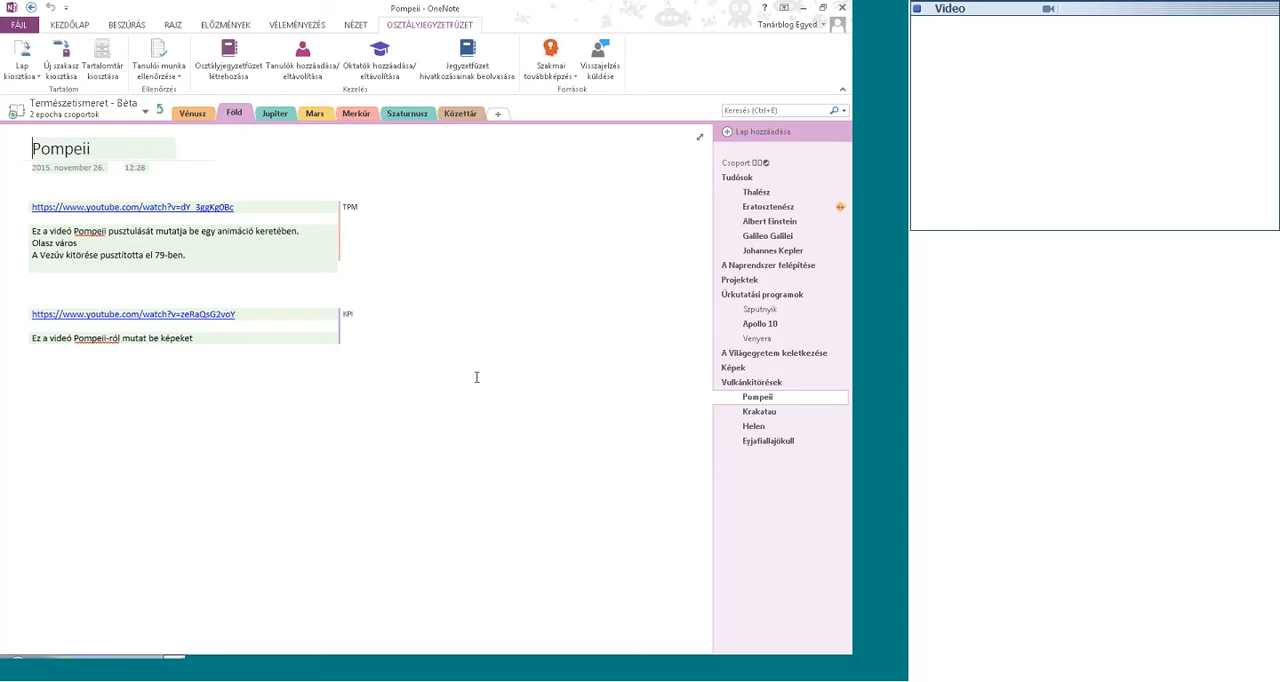 Pompeii - OneNote
?
Video
FÁJL KEZDŐLAP BESZÚRÁS RAJZ ELŐZMÉNYEK VÉLEMÉNYEZÉS NÉZET OSZTÁLYJEGYZETFÜZET
Tanárblog Egyed
Lap kiosztása
Új szakasz kiosztása
Tartalomtár kiosztása
Tanulói munka ellenőrzése
Osztályjegyzetfüzet létrehozása
Tanulók hozzáadása/ eltávolítása
Oktatók hozzáadása/ eltávolítása
Jegyzetfüzet hivatkozásainak beolvasása
Szakmai továbbképzés
Visszajelzés küldése
Tartalom Ellenőrzés Kezelés Források
Természetismeret - Béta
2 epocha csoportok
Vénusz Föld Jupiter Mars Merkúr Szaturnusz Közettár +
Keresés (Ctrl+E)
Lap hozzáadása
Pompeii
2015. november 26. 12:28
https://www.youtube.com/watch?v=dY_3ggKg0Bc TPM
Ez a videó Pompeii pusztulását mutatja be egy animáció keretében.
Olasz város
A Vezúv kitörése pusztította el 79-ben.
https://www.youtube.com/watch?v=zeRaQsG2voY KPI
Ez a videó Pompeii-ról mutat be képeket
Csoport
Tudósok
Thalész
Eratosztenész
Albert Einstein
Galileo Galilei
Johannes Kepler
A Naprendszer felépítése
Projektek
Űrkutatási programok
Szputnyik
Apollo 10
Venyera
A Világegyetem keletkezése
Képek
Vulkánkitörések
Pompeii
Krakatau
Helen
Eyjafiallajökull